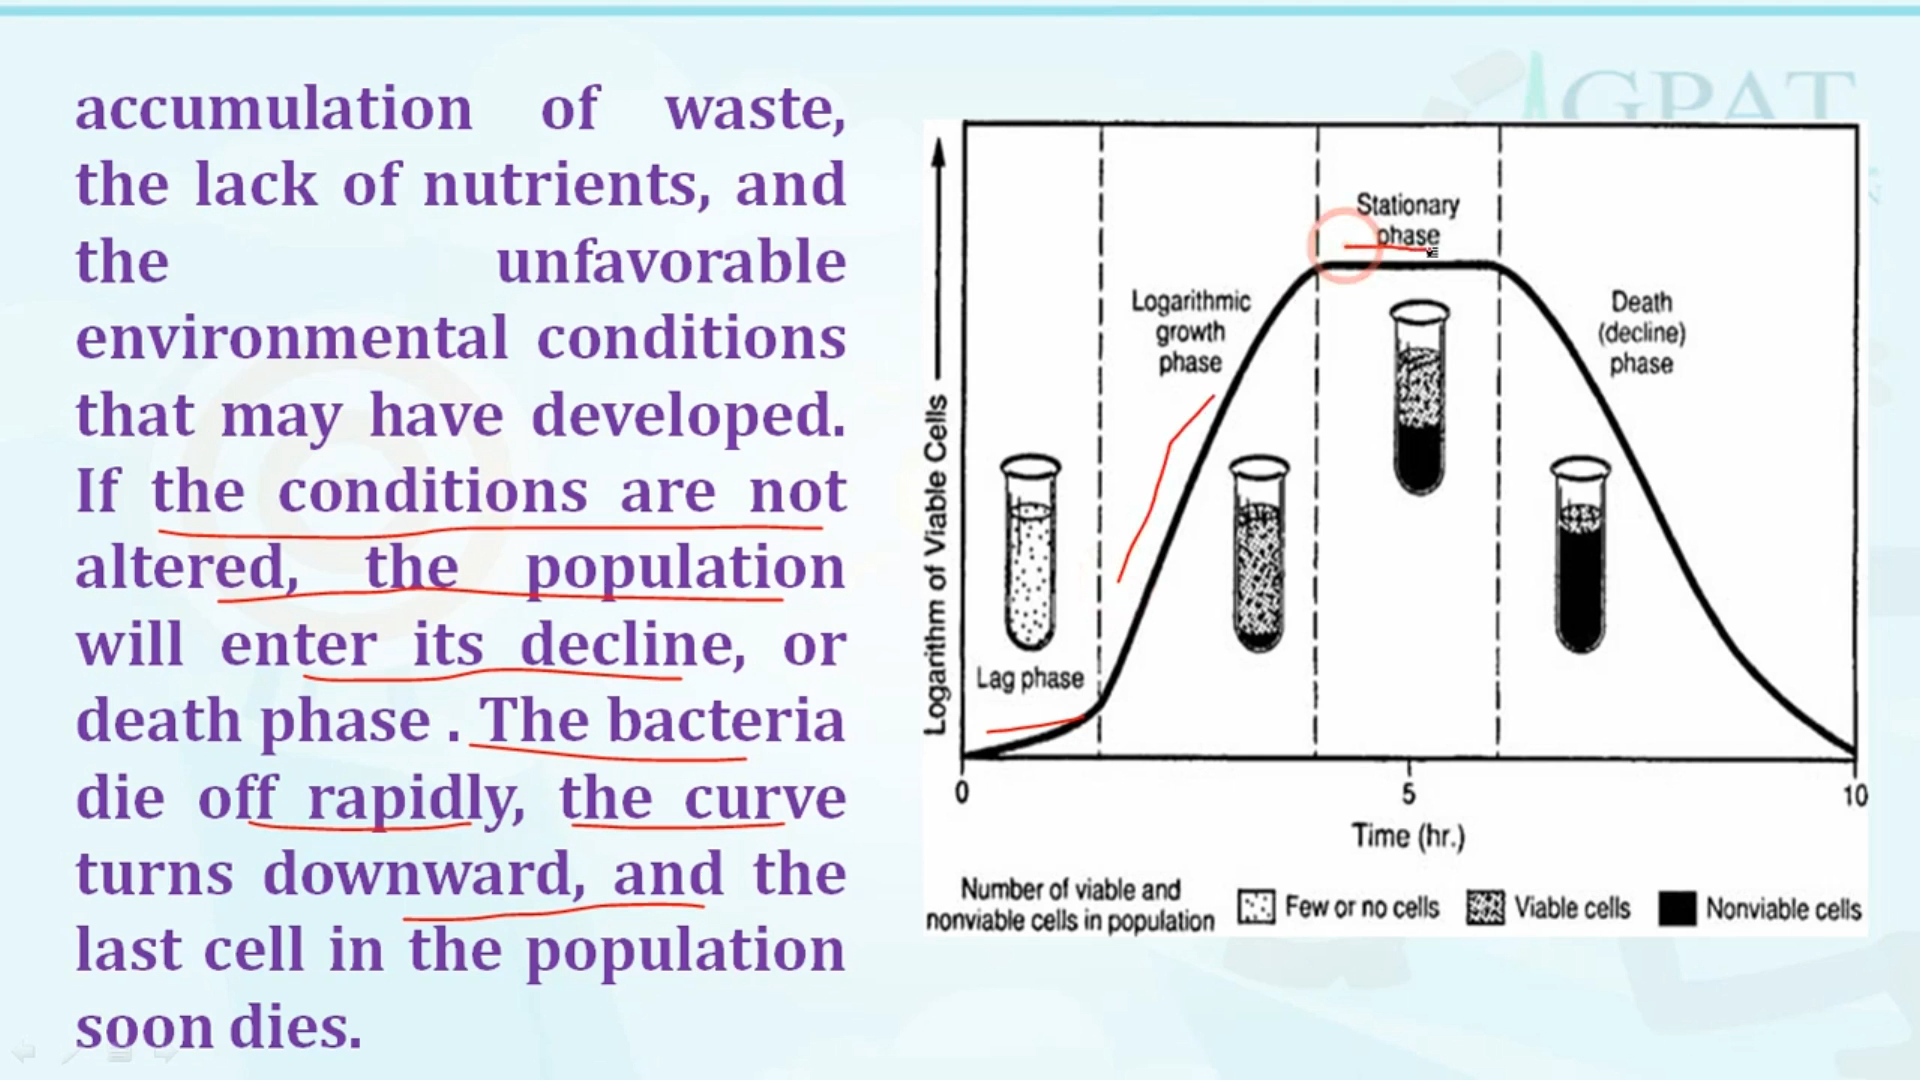 accumulation of waste,
the lack of nutrients, and
the unfavorable
environmental conditions
that may have developed.
If the conditions are not
altered, the population
will enter its decline, or
death phase . The bacteria
die off rapidly, the curve
turns downward, and the
last cell in the population
soon dies.
GPAT
Logarithm of Viable Cells
Lag phase
Logarithmic
growth
phase
Stationary
phase
Death
(decline)
phase
0
5
10
Time (hr.)
Number of viable and
nonviable cells in population
Few or no cells
Viable cells
Nonviable cells